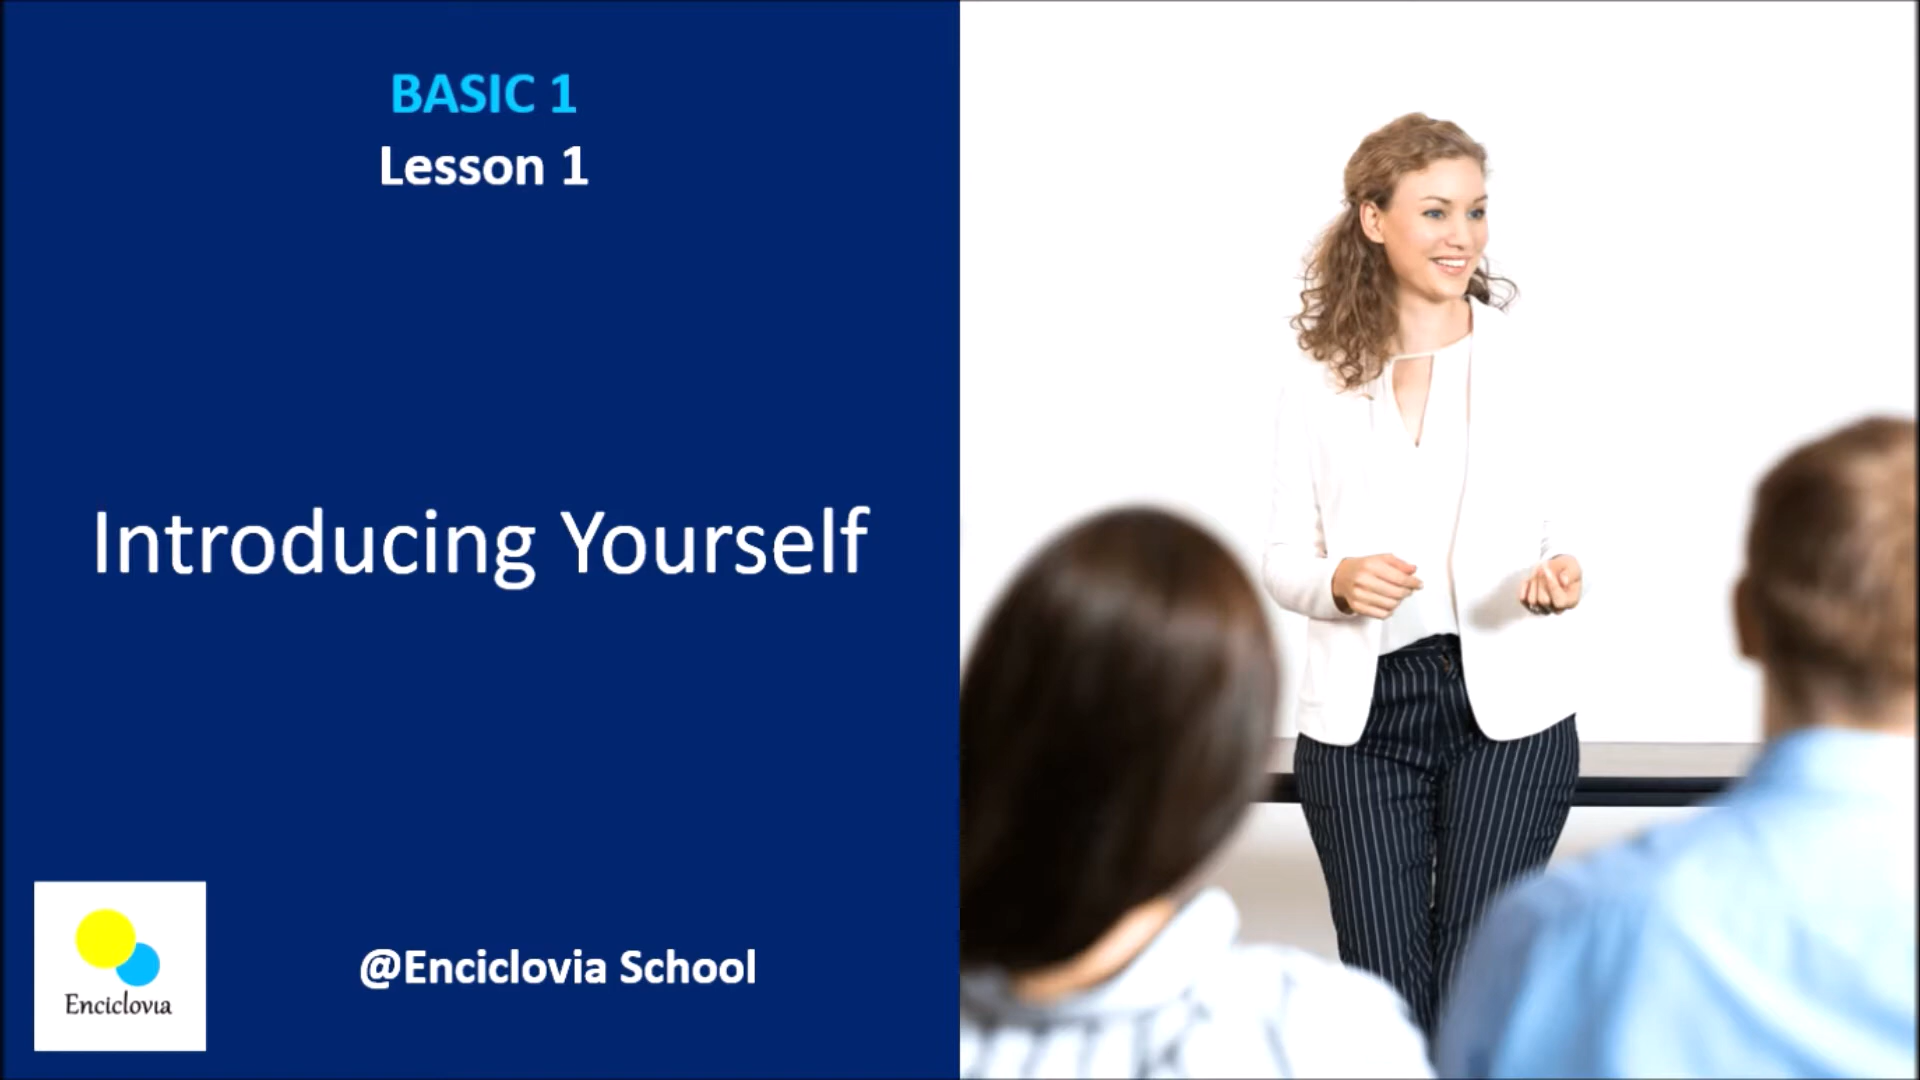 BASIC 1
Lesson 1
Introducing Yourself
@Enciclovia School
Enciclovia